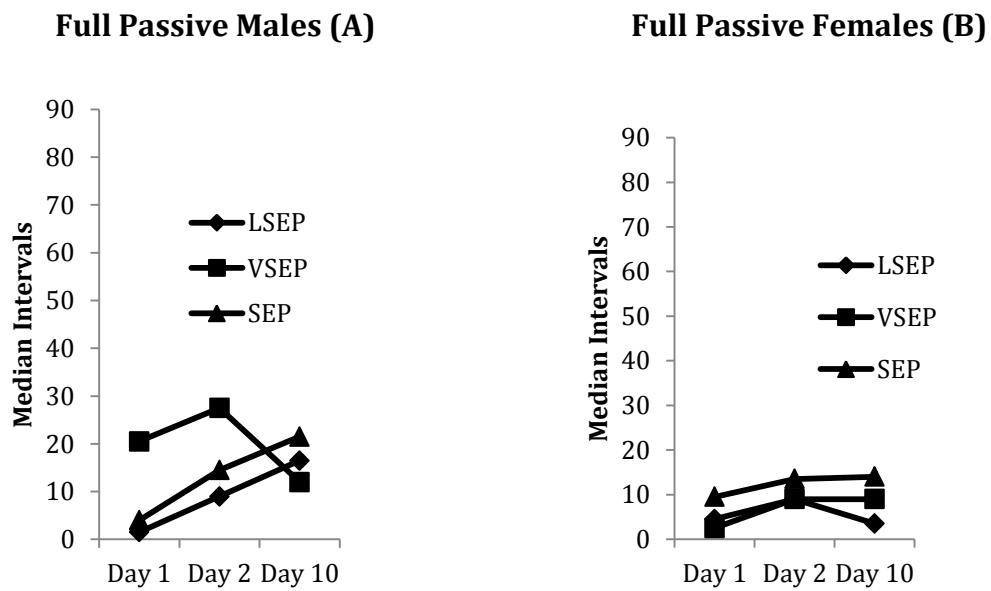 Full Passive Males (A)
Median Intervals
90
80
70
60
50
40
30
20
10
0
LSEP
VSEP
SEP
Day 1 Day 2 Day 10
Full Passive Females (B)
Median Intervals
90
80
70
60
50
40
30
20
10
0
LSEP
VSEP
SEP
Day 1 Day 2 Day 10